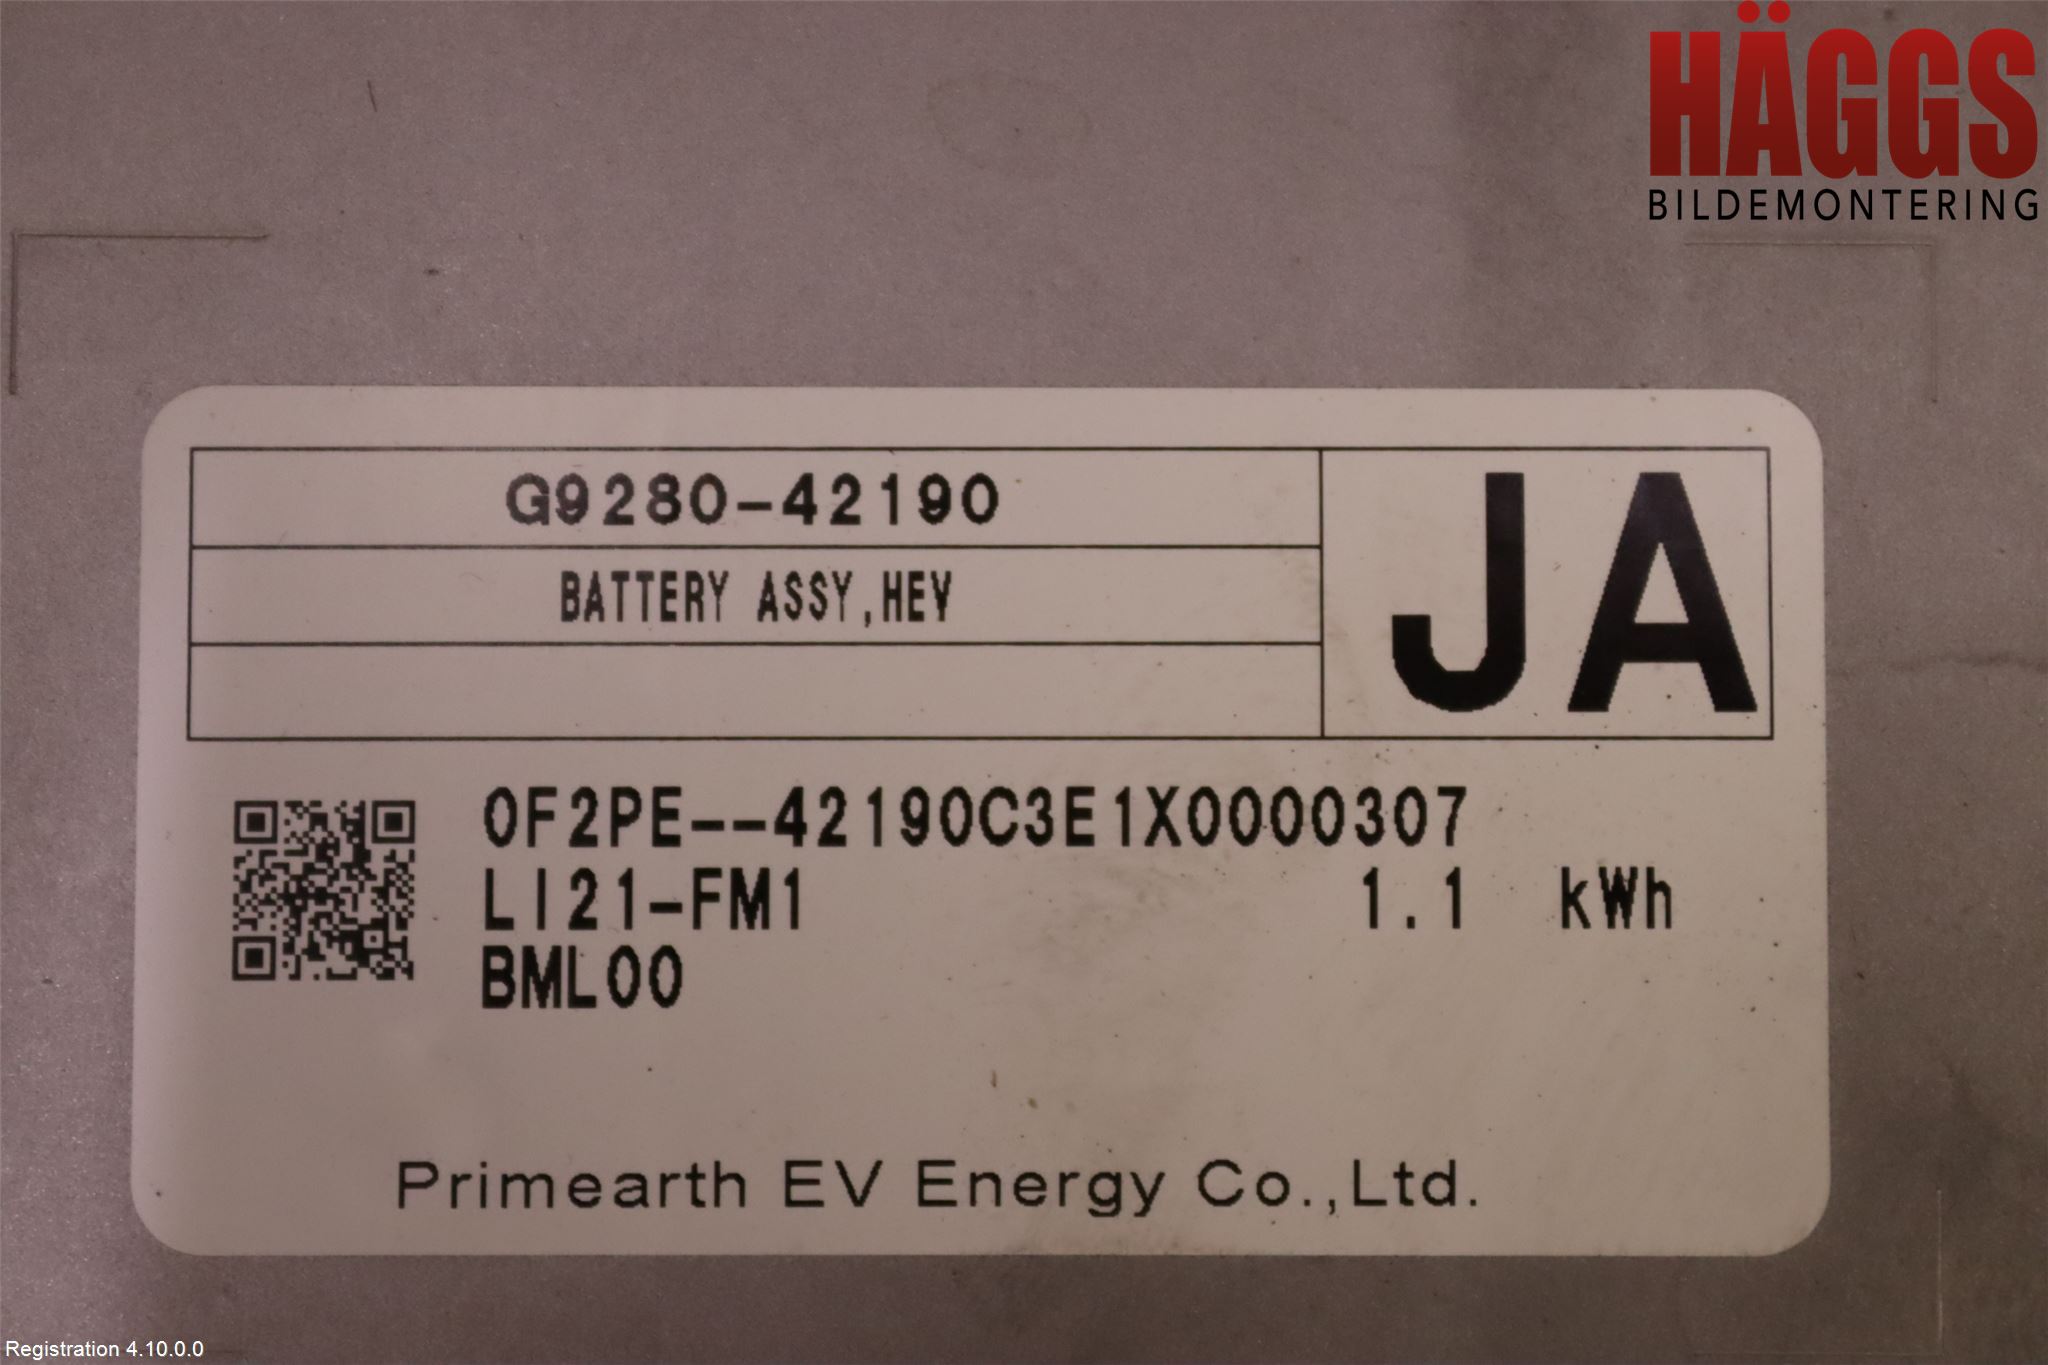 HÄGGS
BILDEMONTERING
G9280-42190
JA
BATTERY ASSY,HEV
0F2PE--42190C3E1X0000307
LI21-FM1 1.1 kWh
BML00
Primearth EV Energy Co.,Ltd.
Registration 4.10.0.0